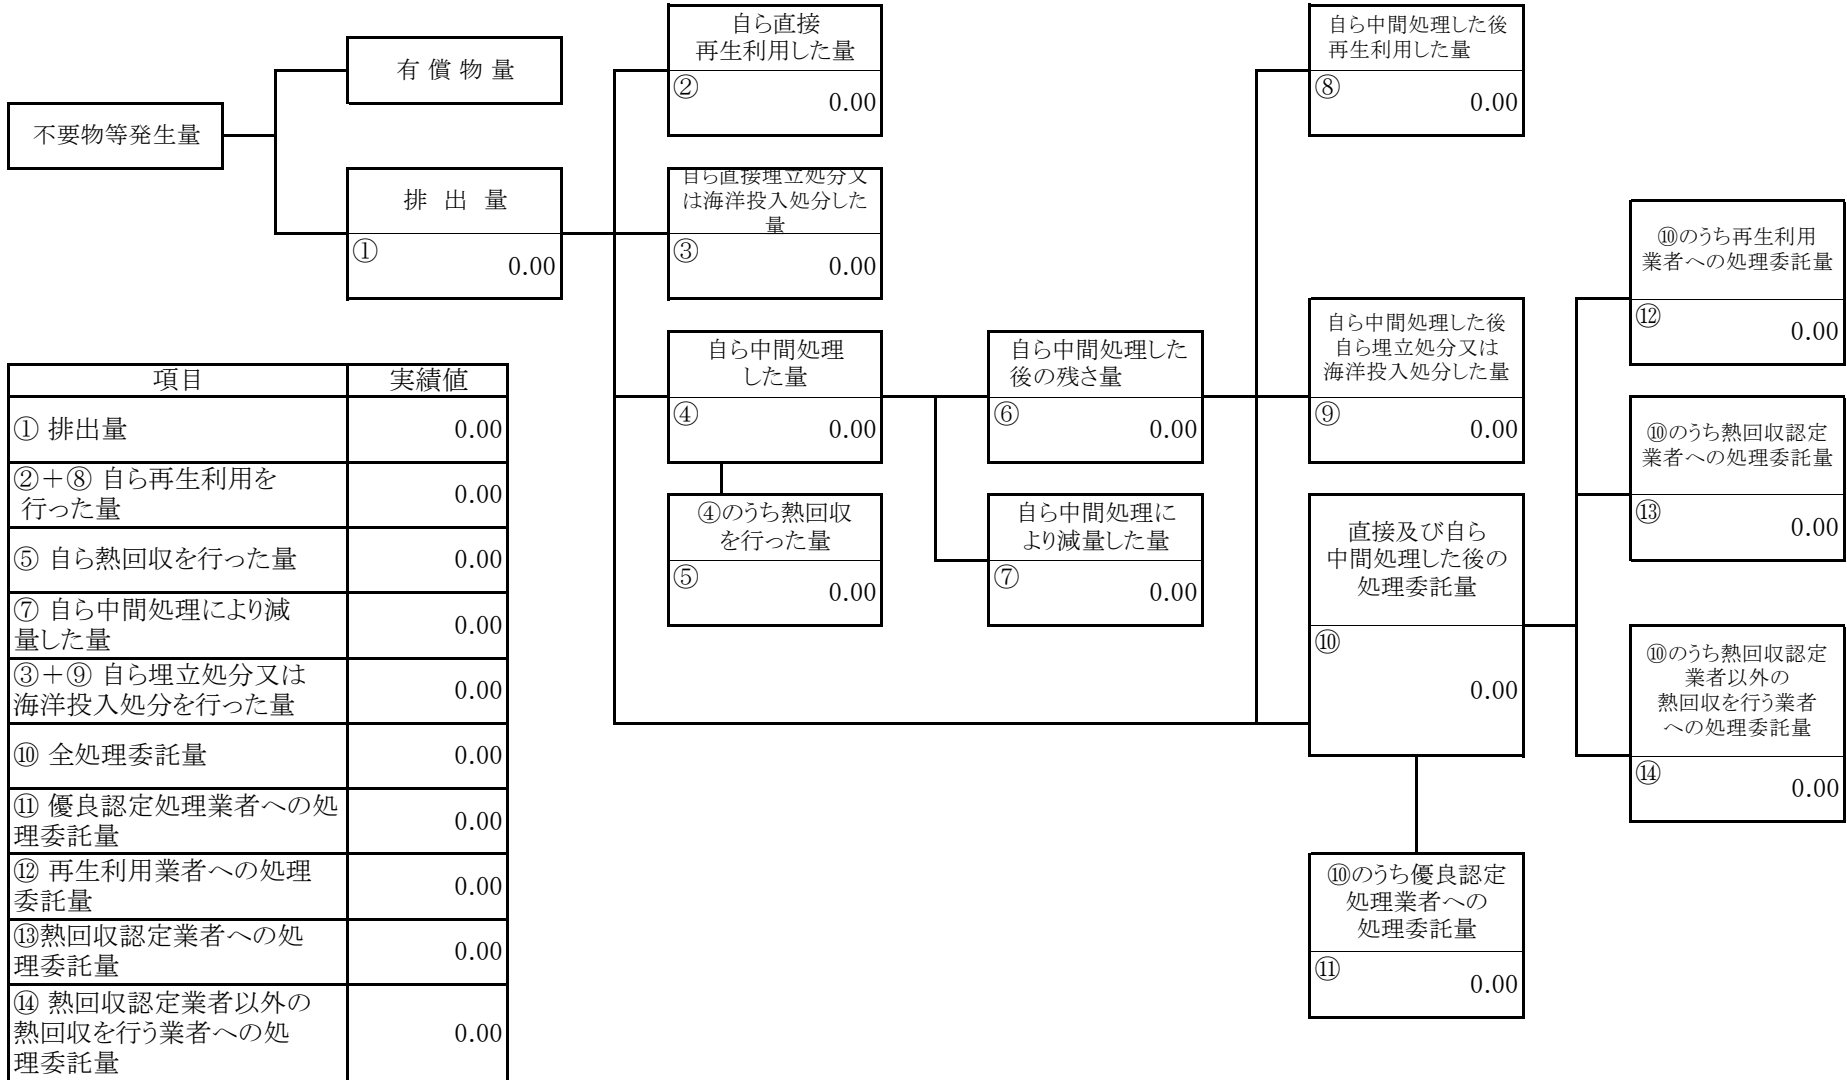 不要物等発生量
有 償 物 量
排 出 量
①
0.00
自ら直接
再生利用した量
②
0.00
自ら直接埋立処分又
は海洋投入処分した
量
③
0.00
自ら中間処理
した量
④
0.00
④のうち熱回収
を行った量
⑤
0.00
自ら中間処理した
後の残さ量
⑥
0.00
自ら中間処理に
より減量した量
⑦
0.00
自ら中間処理した後
再生利用した量
⑧
0.00
自ら中間処理した後
自ら埋立処分又は
海洋投入処分した量
⑨
0.00
直接及び自ら
中間処理した後の
処理委託量
⑩
0.00
⑩のうち優良認定
処理業者への
処理委託量
⑪
0.00
⑩のうち再生利用
業者への処理委託量
⑫
0.00
⑩のうち熱回収認定
業者への処理委託量
⑬
0.00
⑩のうち熱回収認定
業者以外の
熱回収を行う業者
への処理委託量
⑭
0.00
項目 実績値
① 排出量 0.00
②+⑧ 自ら再生利用を
行った量 0.00
⑤ 自ら熱回収を行った量 0.00
⑦ 自ら中間処理により減
量した量 0.00
③+⑨ 自ら埋立処分又は
海洋投入処分を行った量 0.00
⑩ 全処理委託量 0.00
⑪ 優良認定処理業者への処
理委託量 0.00
⑫ 再生利用業者への処理
委託量 0.00
⑬熱回収認定業者への処
理委託量 0.00
⑭ 熱回収認定業者以外の
熱回収を行う業者への処
理委託量 0.00